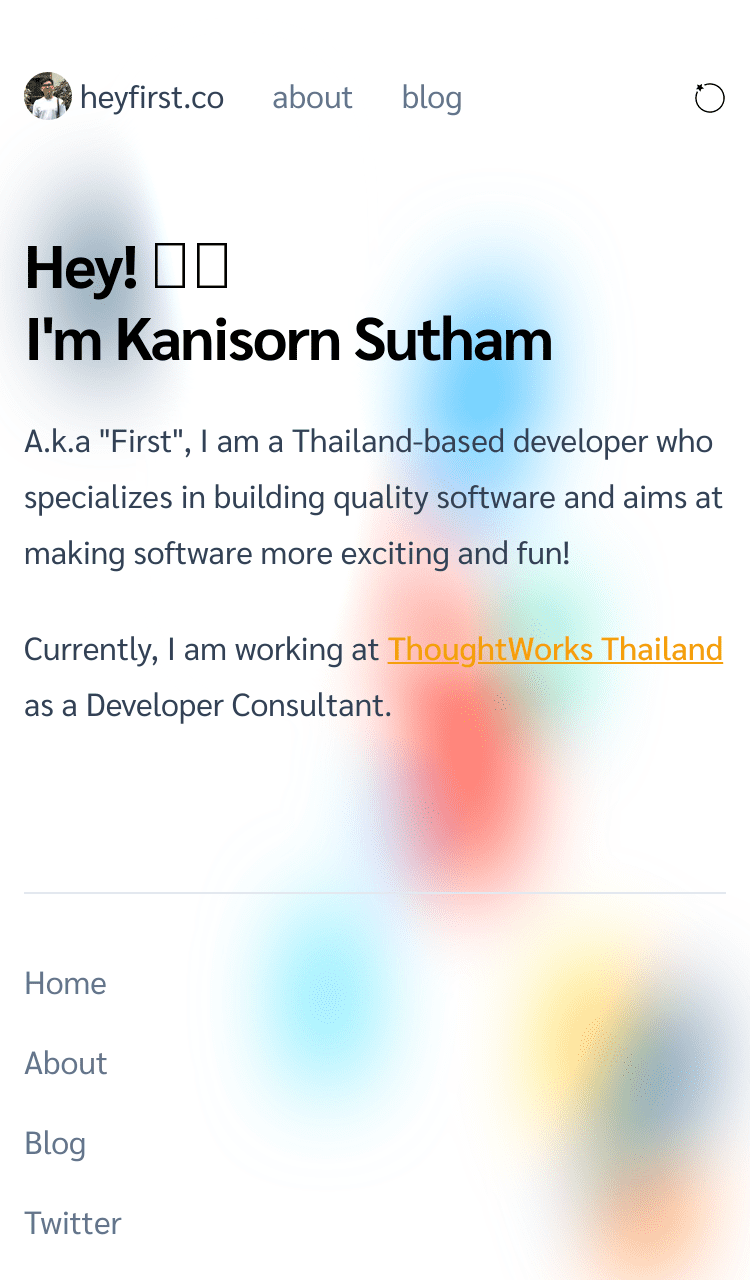 heyfirst.co about blog
Hey!
I'm Kanisorn Sutham
A.k.a "First", I am a Thailand-based developer who
specializes in building quality software and aims at
making software more exciting and fun!
Currently, I am working at ThoughtWorks Thailand
as a Developer Consultant.
Home
About
Blog
Twitter